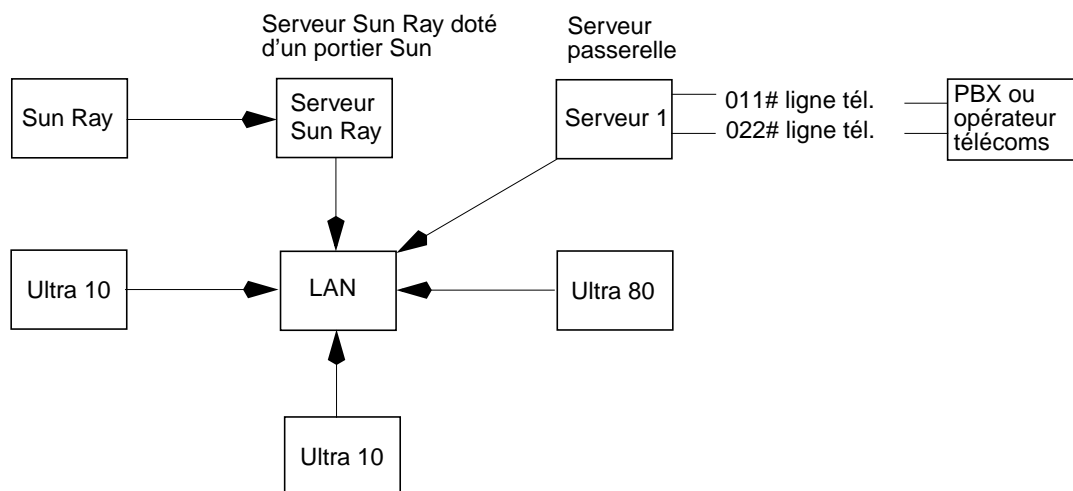 Serveur Sun Ray doté
d'un portier Sun
Serveur
passerelle
Sun Ray
Serveur
Sun Ray
Serveur 1
011# ligne tél.
022# ligne tél.
PBX ou
opérateur
télécoms
Ultra 10
LAN
Ultra 80
Ultra 10